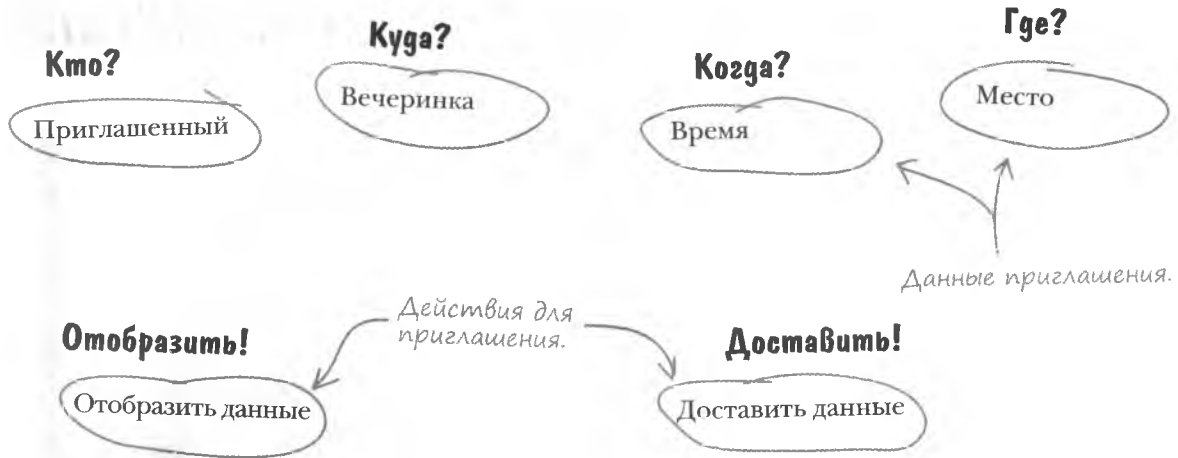 Кто?
Приглашенный
Куда?
Вечеринка
Когда?
Время
Где?
Место
Данные приглашения.
Отобразить!
Отобразить данные
Действия для
приглашения.
Доставить!
Доставить данные